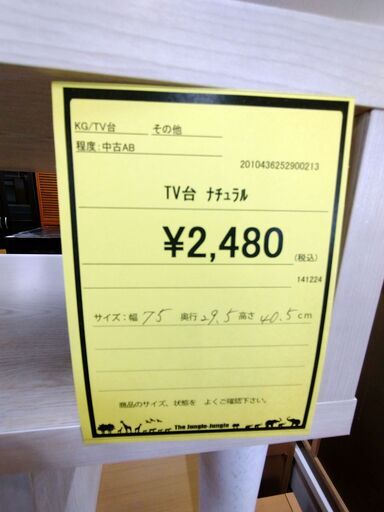 KG/TV台 その他
程度:中古AB
2010436252900213
TV台 ﾅﾁｭﾗﾙ
¥2,480 (税込)
141224
サイズ:幅 75 奥行 29.5 高さ 40.5cm
商品のサイズ、状態を よくご確認下さい。
The Jungle-Jungle